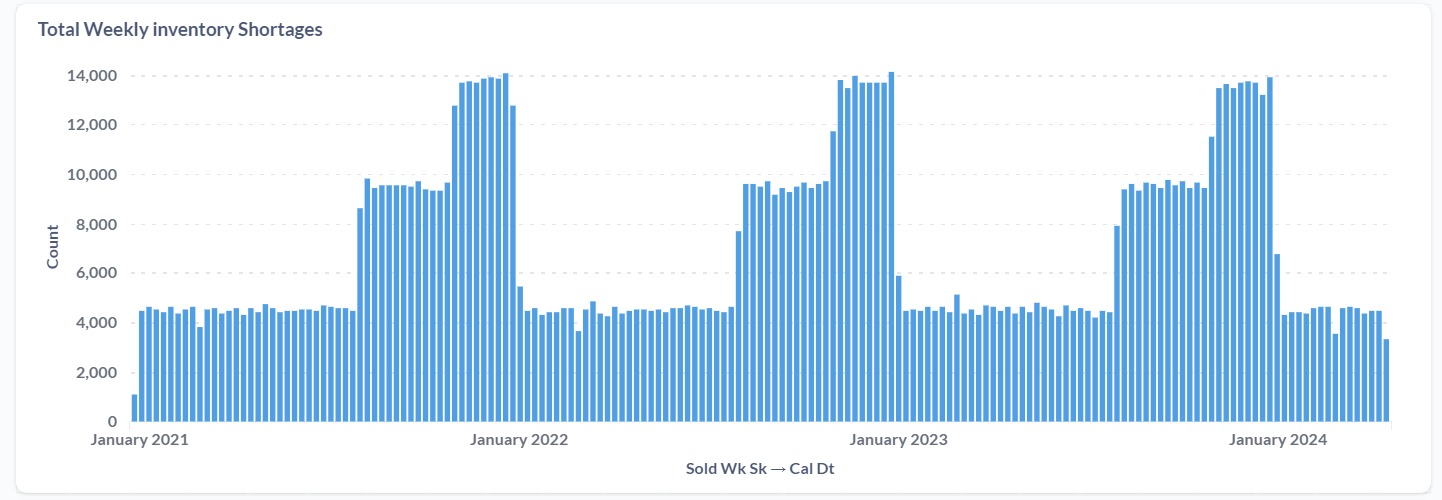 Total Weekly inventory Shortages
14,000
12,000
10,000
8,000
6,000
4,000
2,000
0
Count
January 2021 January 2022 January 2023 January 2024
Sold Wk Sk → Cal Dt